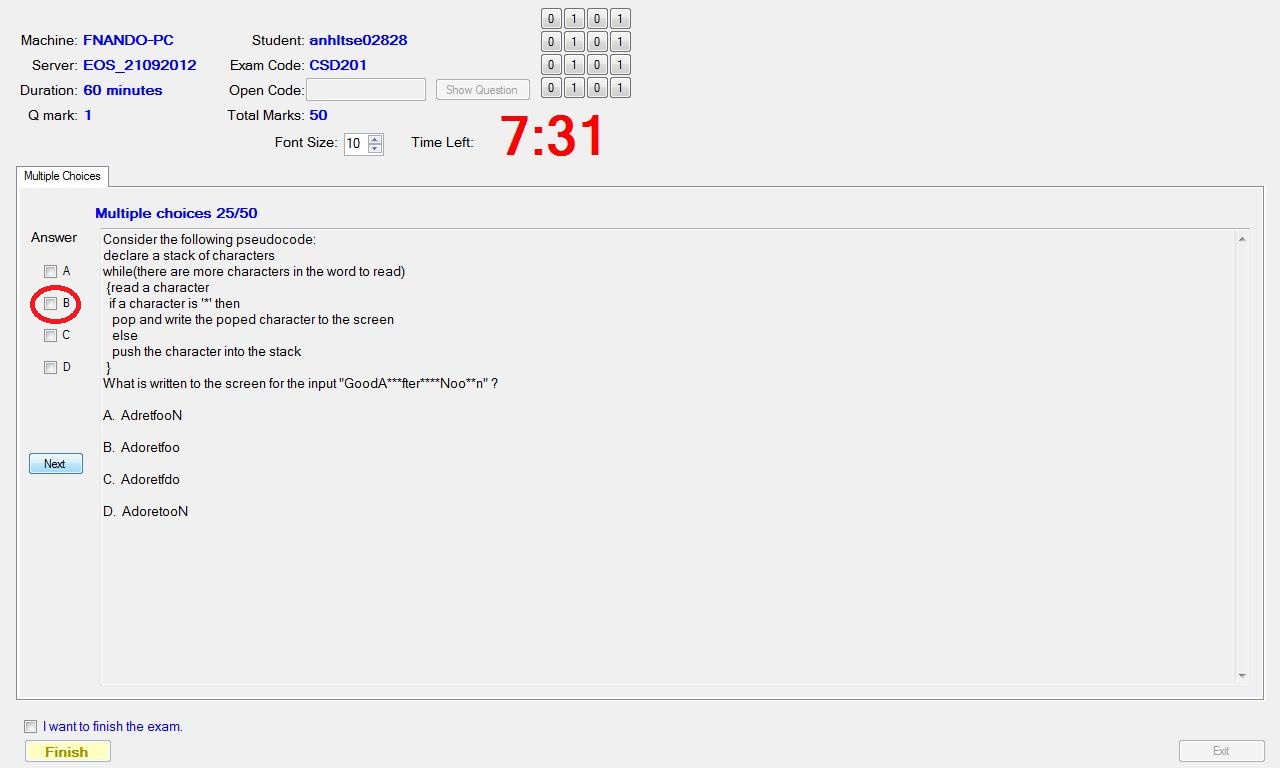 Machine: FNANDO-PC
Student: anhltse02828
Server: EOS_21092012
Exam Code: CSD201
Duration: 60 minutes
Open Code:
Show Question
Q mark: 1
Total Marks: 50
0 1 0 1
0 1 0 1
0 1 0 1
0 1 0 1
Font Size: 10
Time Left: 7:31
Multiple Choices
Multiple choices 25/50
Answer
A
B
C
D
Next
Consider the following pseudocode:
declare a stack of characters
while(there are more characters in the word to read)
{read a character
if a character is '*' then
pop and write the poped character to the screen
else
push the character into the stack
}
What is written to the screen for the input "GoodA***fter****Noo**n" ?
A. AdretfooN
B. Adoretfoo
C. Adoretfdo
D. AdoretooN
I want to finish the exam.
Finish
Exit